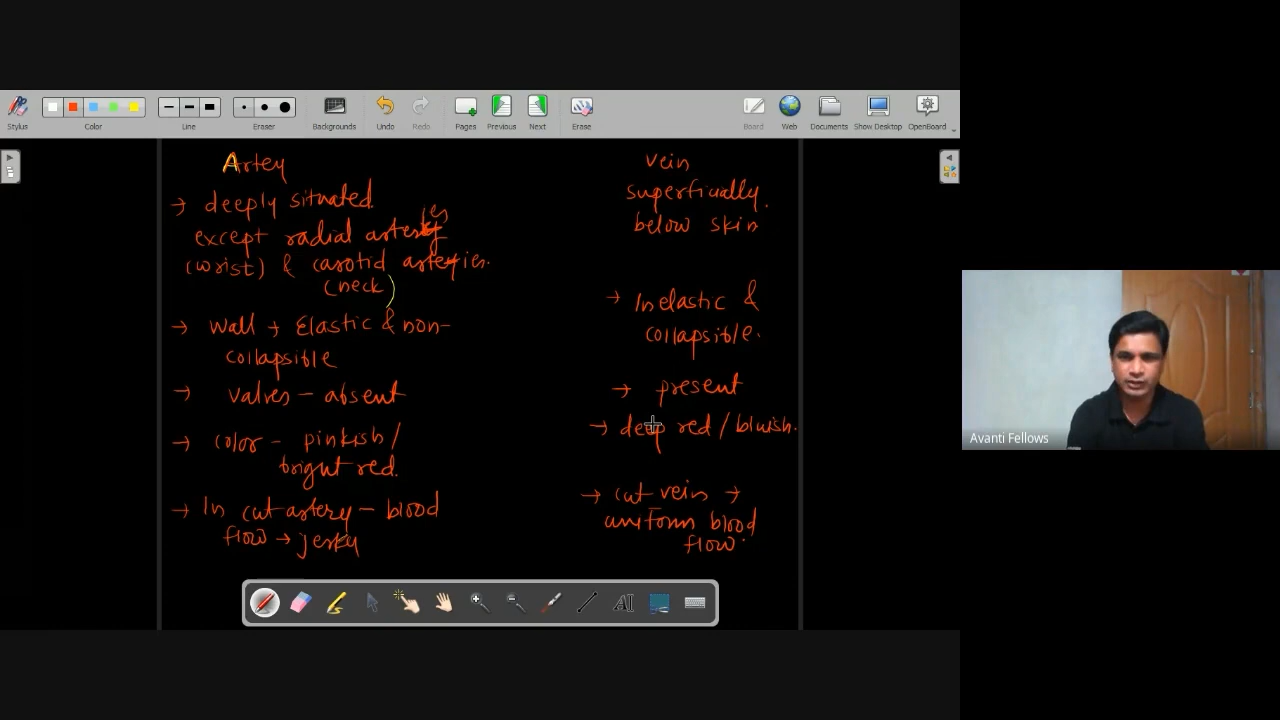 Stylus Color Line Eraser Backgrounds Undo Redo Pages Previous Next Erase Board Web Documents Show Desktop OpenBoard
Artey
→ deeply situated.
except radial arteries
(wrist) & carotid arteries.
(neck)
→ Wall → Elastic & non-
collapsible
→ Valves - absent
→ color - pinkish /
bright red.
→ In cut artery - blood
flow → jerky
Vein
superficially.
below skin
→ Inelastic &
collapsible.
→ present
→ deep red / bluish.
→ cut vein →
uniform blood
flow.
AI
Avanti Fellows